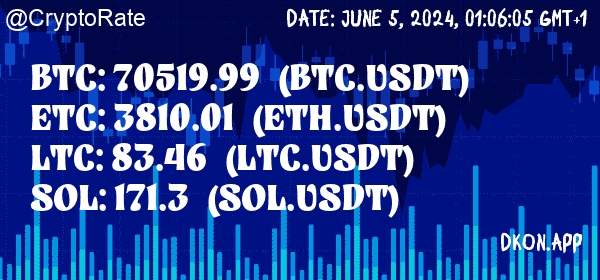 @CryptoRate
DATE: JUNE 5, 2024, 01:06:05 GMT+1
BTC: 70519.99 (BTC.USDT)
ETC: 3810.01 (ETH.USDT)
LTC: 83.46 (LTC.USDT)
SOL: 171.3 (SOL.USDT)
DKON.APP